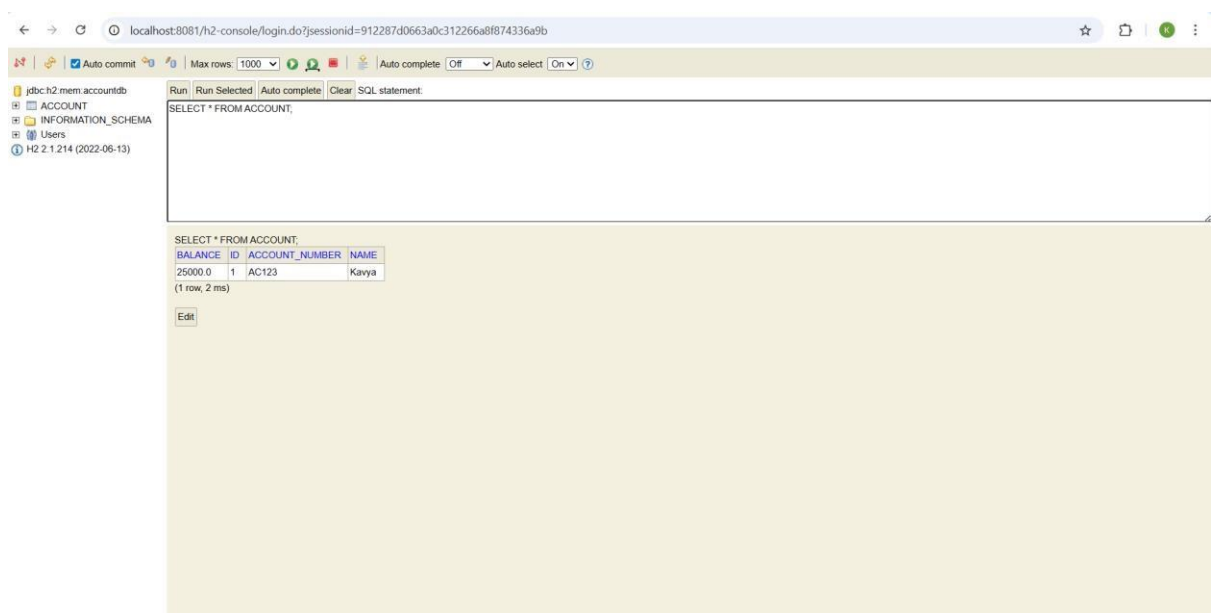 localhost:8081/h2-console/login.do?jsessionid=912287d0663a0c312266a8f874336a9b
K
Auto commit Max rows: 1000 Auto complete Off Auto select On ?
jdbc:h2:mem:accountdb
ACCOUNT
INFORMATION_SCHEMA
Users
H2 2.1.214 (2022-06-13)
Run Run Selected Auto complete Clear SQL statement:
SELECT * FROM ACCOUNT;
SELECT * FROM ACCOUNT;
BALANCE ID ACCOUNT_NUMBER NAME
25000.0 1 AC123 Kavya
(1 row, 2 ms)
Edit